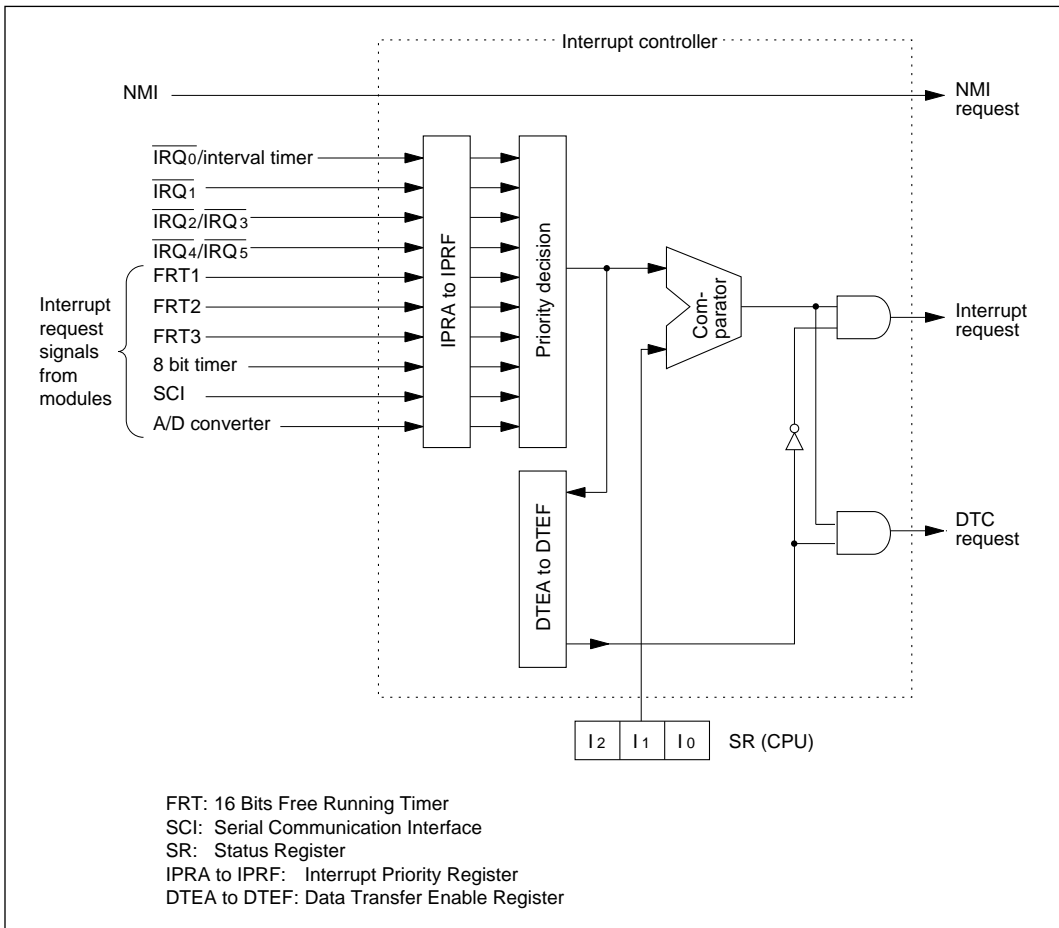 Interrupt controller
NMI
NMI
request
IRQ0/interval timer
IRQ1
IRQ2/IRQ3
IRQ4/IRQ5
FRT1
FRT2
FRT3
8 bit timer
SCI
A/D converter
Interrupt
request
signals
from
modules
IPRA to IPRF
Priority decision
Com-
parator
Interrupt
request
DTEA to DTEF
DTC
request
I2 I1 I0 SR (CPU)
FRT: 16 Bits Free Running Timer
SCI: Serial Communication Interface
SR: Status Register
IPRA to IPRF: Interrupt Priority Register
DTEA to DTEF: Data Transfer Enable Register